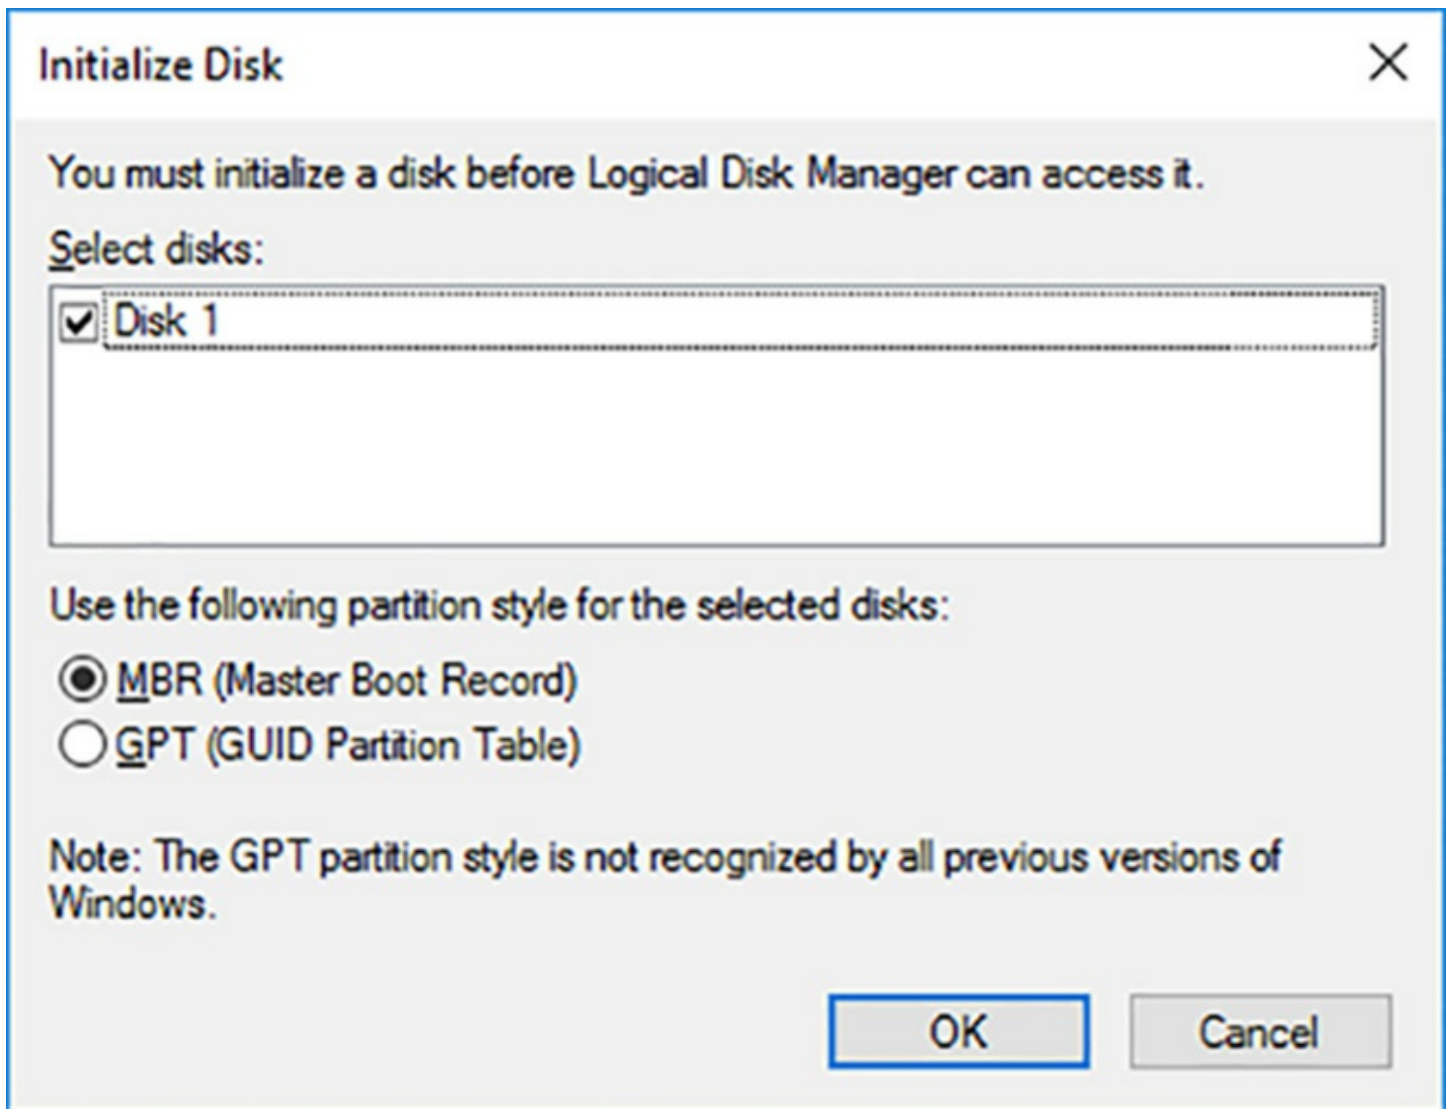 Initialize Disk
You must initialize a disk before Logical Disk Manager can access it.
Select disks:
Disk 1
Use the following partition style for the selected disks:
MBR (Master Boot Record)
GPT (GUID Partition Table)
Note: The GPT partition style is not recognized by all previous versions of
Windows.
OK Cancel